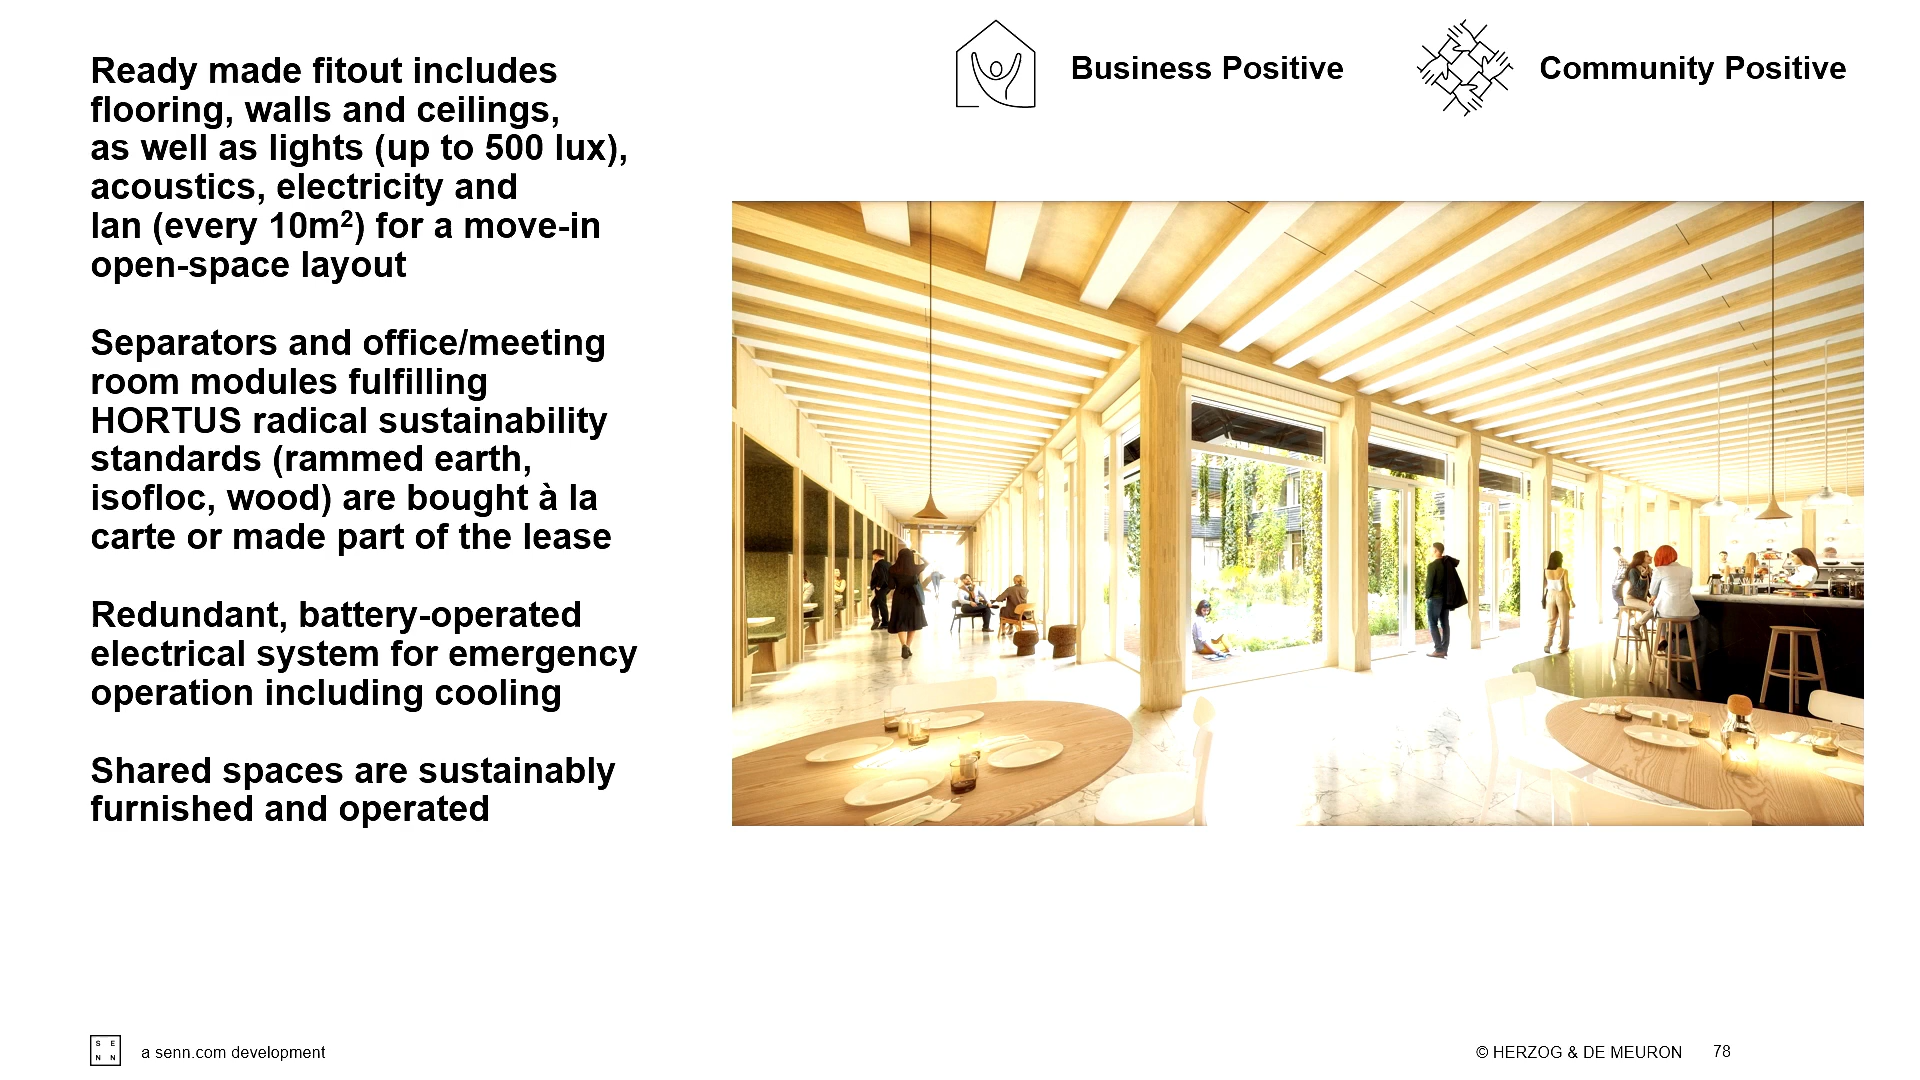 Business Positive
Community Positive
Ready made fitout includes
flooring, walls and ceilings,
as well as lights (up to 500 lux),
acoustics, electricity and
lan (every 10m²) for a move-in
open-space layout
Separators and office/meeting
room modules fulfilling
HORTUS radical sustainability
standards (rammed earth,
isofloc, wood) are bought à la
carte or made part of the lease
Redundant, battery-operated
electrical system for emergency
operation including cooling
Shared spaces are sustainably
furnished and operated
S E
N N
a senn.com development
© HERZOG & DE MEURON
78